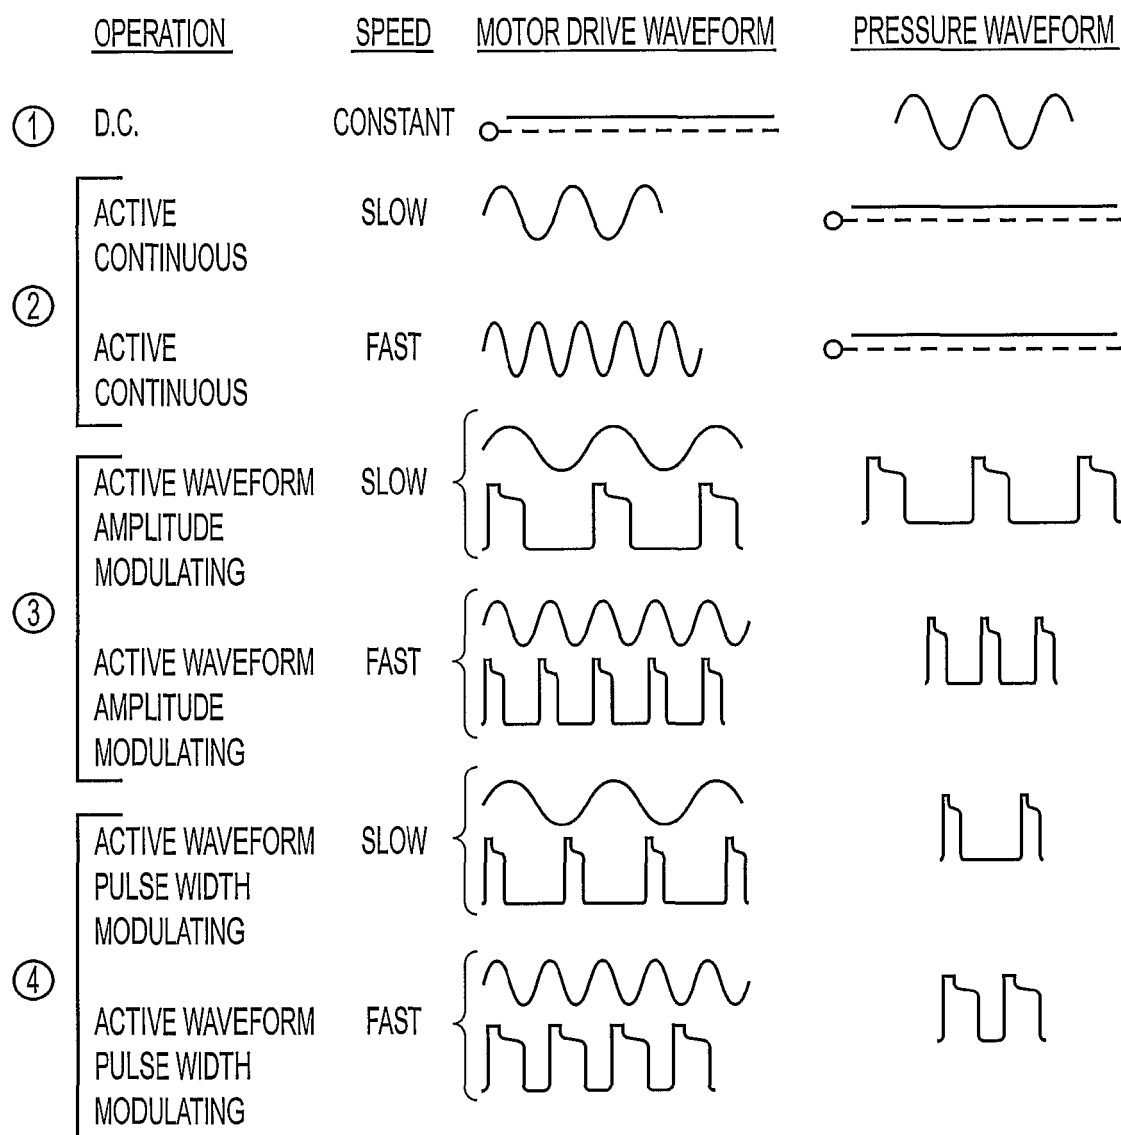 OPERATION SPEED MOTOR DRIVE WAVEFORM PRESSURE WAVEFORM
1 D.C. CONSTANT
2
ACTIVE SLOW
CONTINUOUS
ACTIVE FAST
CONTINUOUS
3
ACTIVE WAVEFORM SLOW
AMPLITUDE
MODULATING
ACTIVE WAVEFORM FAST
AMPLITUDE
MODULATING
4
ACTIVE WAVEFORM SLOW
PULSE WIDTH
MODULATING
ACTIVE WAVEFORM FAST
PULSE WIDTH
MODULATING